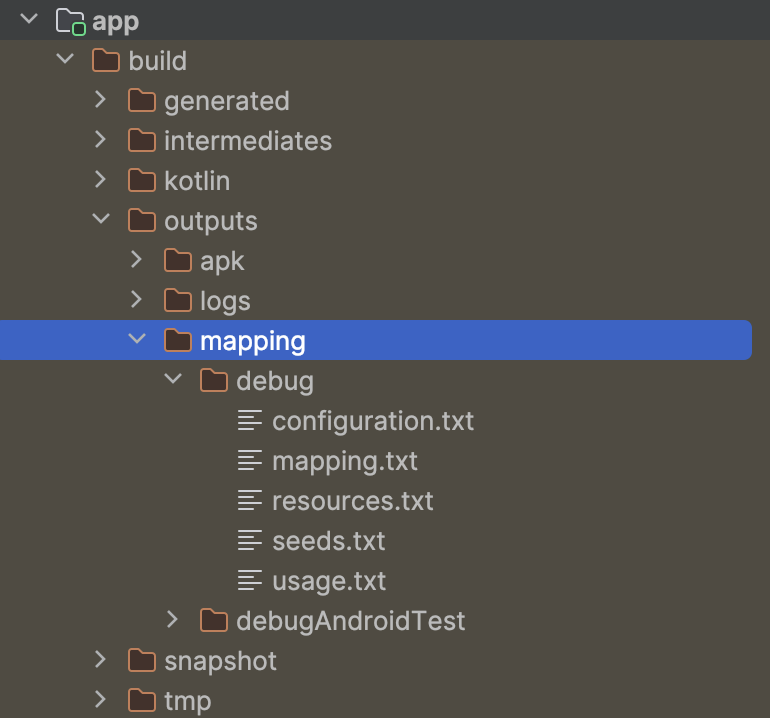 app
build
generated
intermediates
kotlin
outputs
apk
logs
mapping
debug
configuration.txt
mapping.txt
resources.txt
seeds.txt
usage.txt
debugAndroidTest
snapshot
tmp